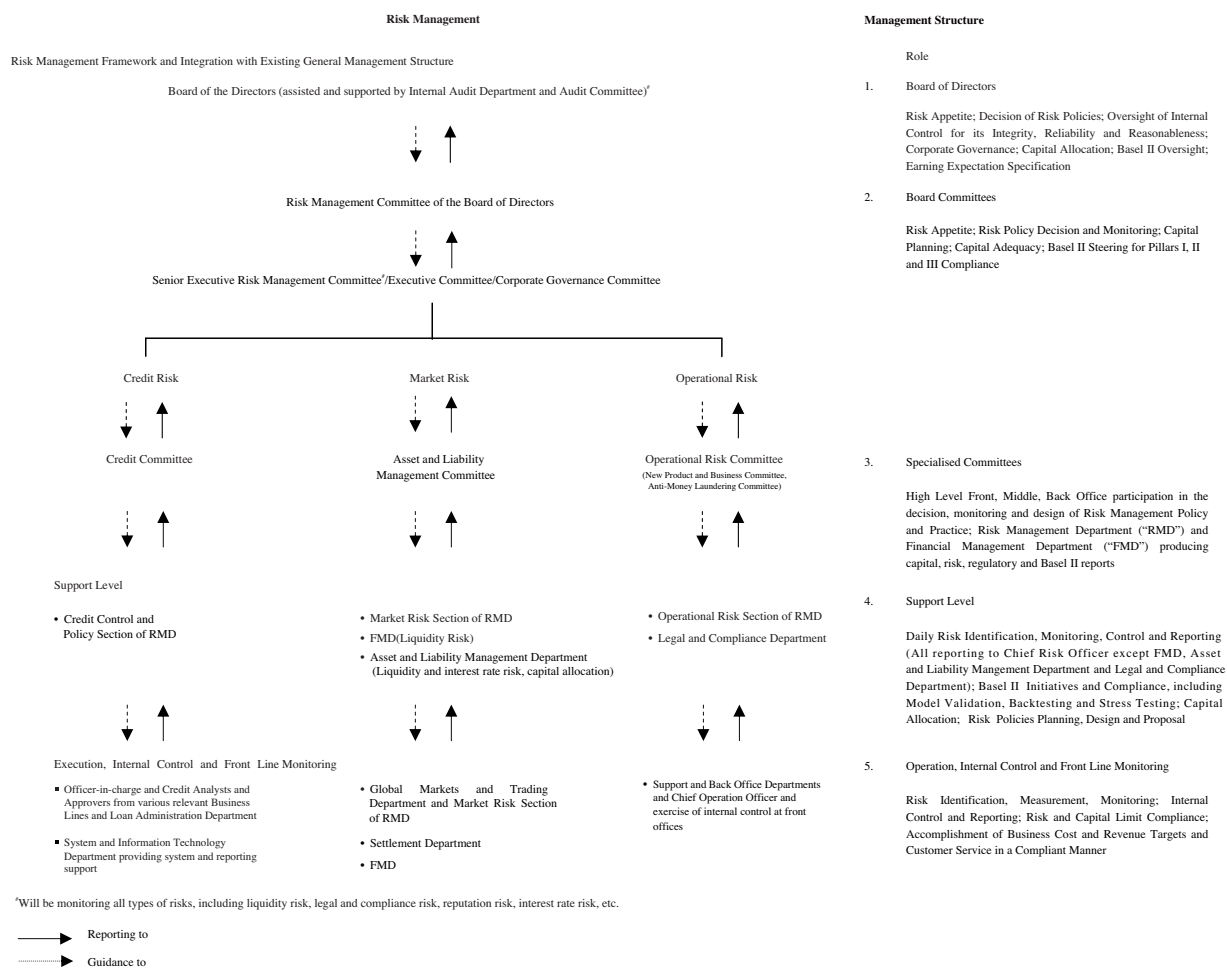 Risk Management
Risk Management Framework and Integration with Existing General Management Structure
Board of the Directors (assisted and supported by Internal Audit Department and Audit Committee)#
Risk Management Committee of the Board of Directors
Senior Executive Risk Management Committee#/Executive Committee/Corporate Governance Committee
Credit Risk
Market Risk
Operational Risk
Credit Committee
Asset and Liability
Management Committee
Operational Risk Committee
(New Product and Business Committee,
Anti-Money Laundering Committee)
Support Level
• Credit Control and
Policy Section of RMD
• Market Risk Section of RMD
• FMD(Liquidity Risk)
• Asset and Liability Management Department
(Liquidity and interest rate risk, capital allocation)
• Operational Risk Section of RMD
• Legal and Compliance Department
Execution, Internal Control and Front Line Monitoring
▪ Officer-in-charge and Credit Analysts and
Approvers from various relevant Business
Lines and Loan Administration Department
▪ System and Information Technology
Department providing system and reporting
support
• Global Markets and Trading
Department and Market Risk Section
of RMD
• Settlement Department
• FMD
• Support and Back Office Departments
and Chief Operation Officer and
exercise of internal control at front
offices
#Will be monitoring all types of risks, including liquidity risk, legal and compliance risk, reputation risk, interest rate risk, etc.
Reporting to
Guidance to
Management Structure
Role
1. Board of Directors
Risk Appetite; Decision of Risk Policies; Oversight of Internal
Control for its Integrity, Reliability and Reasonableness;
Corporate Governance; Capital Allocation; Basel II Oversight;
Earning Expectation Specification
2. Board Committees
Risk Appetite; Risk Policy Decision and Monitoring; Capital
Planning; Capital Adequacy; Basel II Steering for Pillars I, II
and III Compliance
3. Specialised Committees
High Level Front, Middle, Back Office participation in the
decision, monitoring and design of Risk Management Policy
and Practice; Risk Management Department (“RMD”) and
Financial Management Department (“FMD”) producing
capital, risk, regulatory and Basel II reports
4. Support Level
Daily Risk Identification, Monitoring, Control and Reporting
(All reporting to Chief Risk Officer except FMD, Asset
and Liability Mangement Department and Legal and Compliance
Department); Basel II Initiatives and Compliance, including
Model Validation, Backtesting and Stress Testing; Capital
Allocation; Risk Policies Planning, Design and Proposal
5. Operation, Internal Control and Front Line Monitoring
Risk Identification, Measurement, Monitoring; Internal
Control and Reporting; Risk and Capital Limit Compliance;
Accomplishment of Business Cost and Revenue Targets and
Customer Service in a Compliant Manner